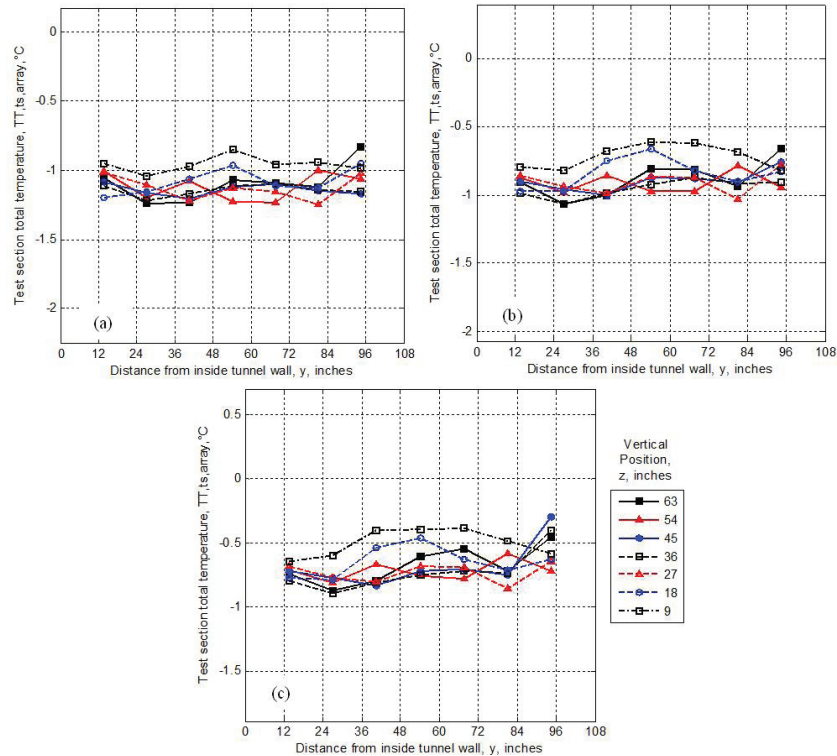 0
-0.5
-1
-1.5
-2
(a)
0 12 24 36 48 60 72 84 96 108
Distance from inside tunnel wall, y, inches
Test section total temperature, TT,ts,array,°C
0
-0.5
-1
-1.5
-2
(b)
0 12 24 36 48 60 72 84 96 108
Distance from inside tunnel wall, y, inches
Test section total temperature, TT,ts,array,°C
0.5
0
-0.5
-1
-1.5
(c)
0 12 24 36 48 60 72 84 96 108
Distance from inside tunnel wall, y, inches
Test section total temperature, TT,ts,array,°C
Vertical
Position,
z, inches
63
54
45
36
27
18
9